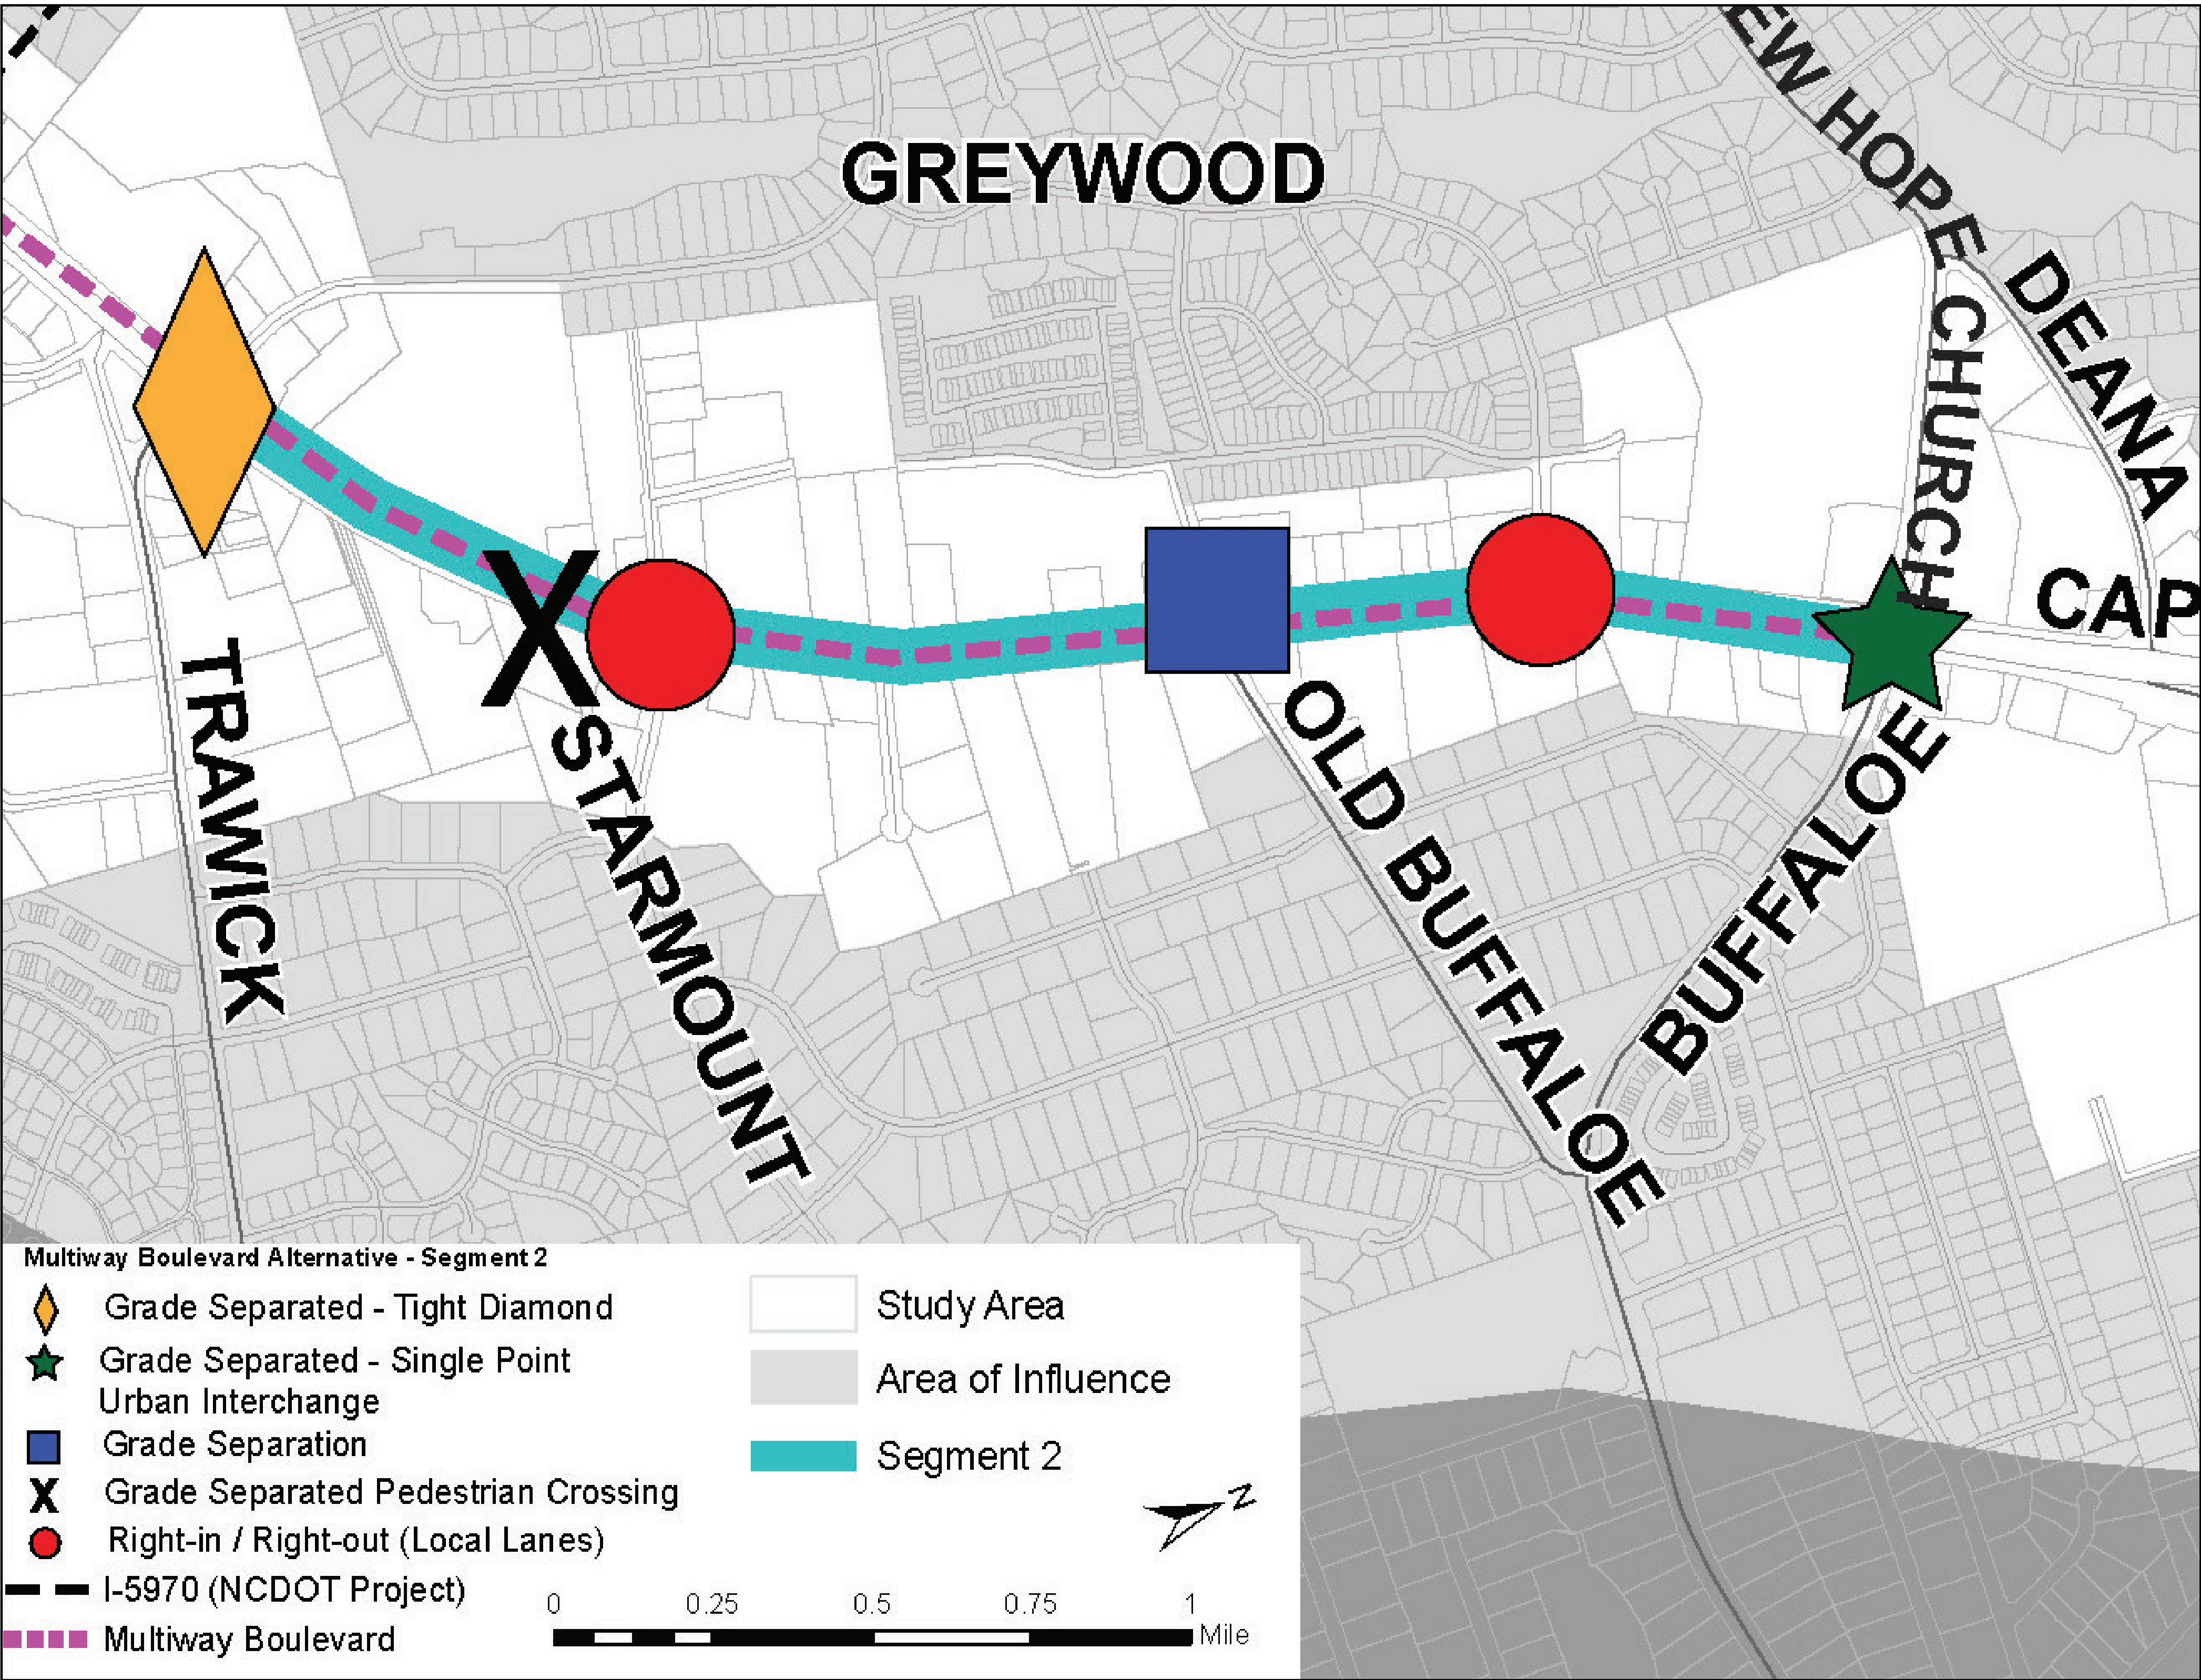 EW HOPE CHURCH
GREYWOOD
DEANA
CAP
TRAWICK
STARMOUNT
OLD BUFFALOE
BUFFALOE
Multiway Boulevard Alternative - Segment 2
Grade Separated - Tight Diamond
Grade Separated - Single Point
Urban Interchange
Grade Separation
X Grade Separated Pedestrian Crossing
Right-in / Right-out (Local Lanes)
I-5970 (NCDOT Project)
Multiway Boulevard
Study Area
Area of Influence
Segment 2
N
0 0.25 0.5 0.75 1
Mile